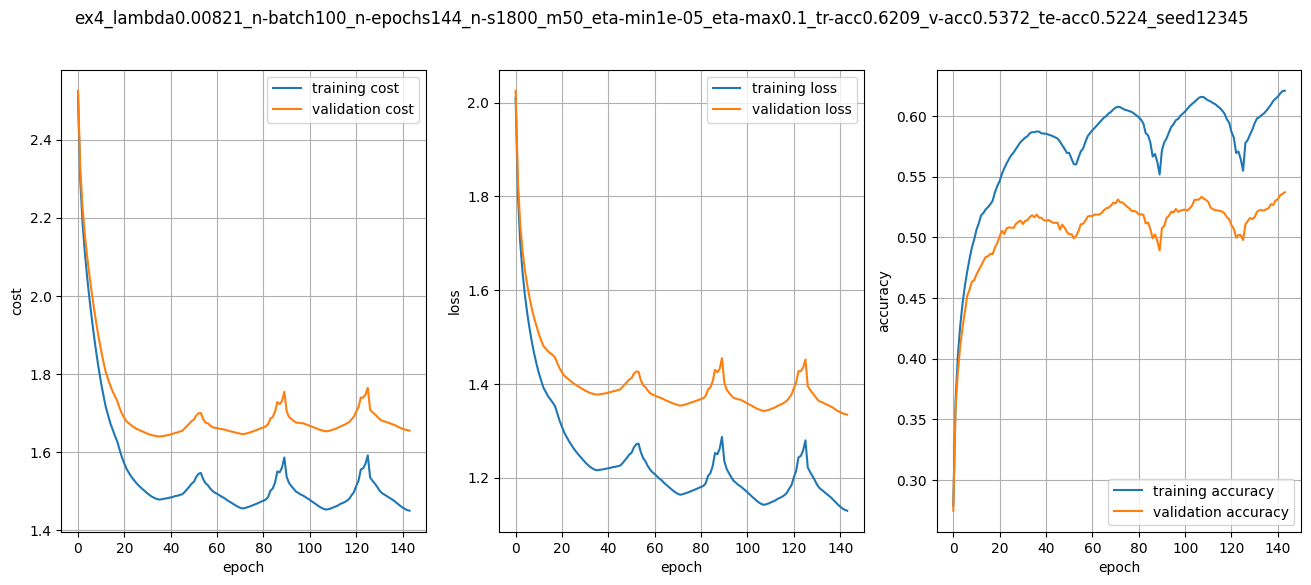 ex4_lambda0.00821_n-batch100_n-epochs144_n-s1800_m50_eta-min1e-05_eta-max0.1_tr-acc0.6209_v-acc0.5372_te-acc0.5224_seed12345
training cost
validation cost
cost
2.4
2.2
2.0
1.8
1.6
1.4
0 20 40 60 80 100 120 140
epoch
training loss
validation loss
loss
2.0
1.8
1.6
1.4
1.2
0 20 40 60 80 100 120 140
epoch
accuracy
0.60
0.55
0.50
0.45
0.40
0.35
0.30
training accuracy
validation accuracy
0 20 40 60 80 100 120 140
epoch